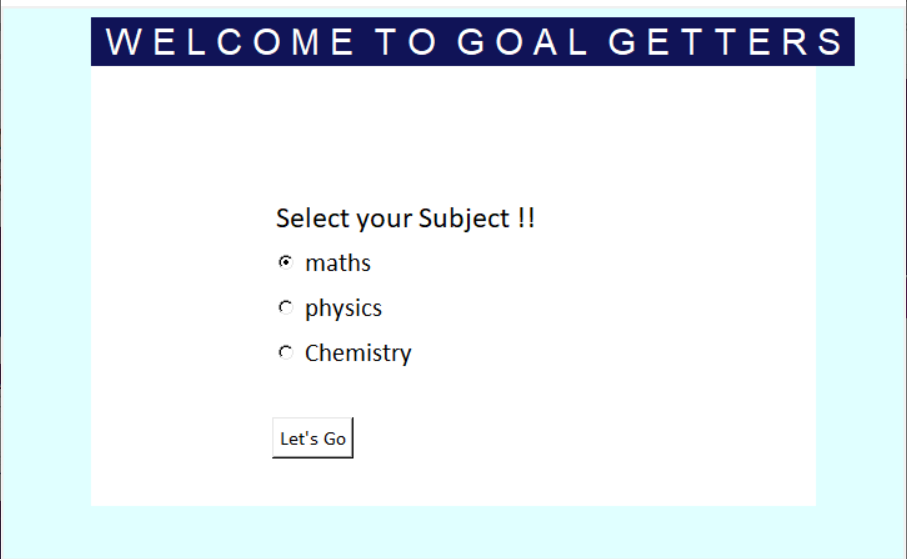 WELCOME TO GOAL GETTERS
Select your Subject !!
maths
physics
Chemistry
Let's Go